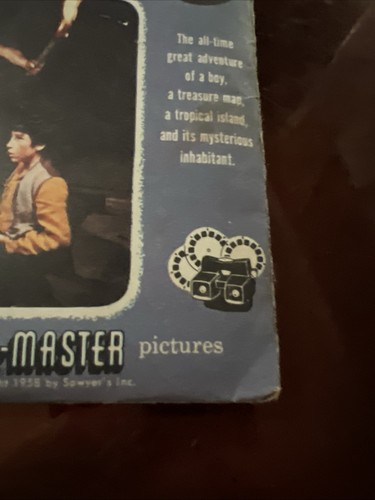 The all-time
great adventure
of a boy,
a treasure map,
a tropical island,
and its mysterious
inhabitant.
-MASTER pictures
1958 by Sawyer's Inc.